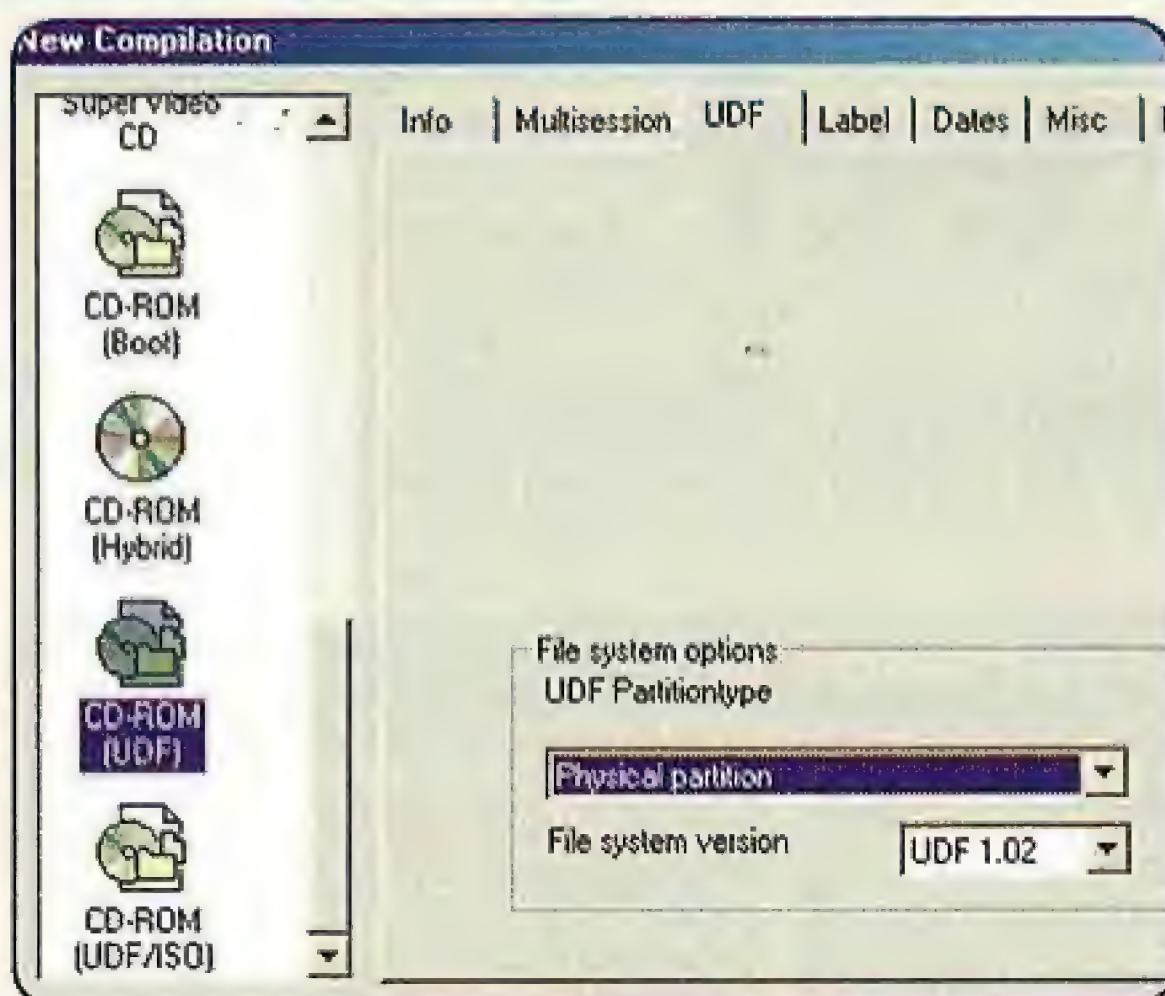 New Compilation
Super Video
CD
CD-ROM
(Boot)
CD-ROM
(Hybrid)
CD-ROM
(UDF)
CD-ROM
(UDF/ISO)
Info Multisession UDF Label Dates Misc
File system options
UDF Partitiontype
Physical partition
File system version UDF 1.02